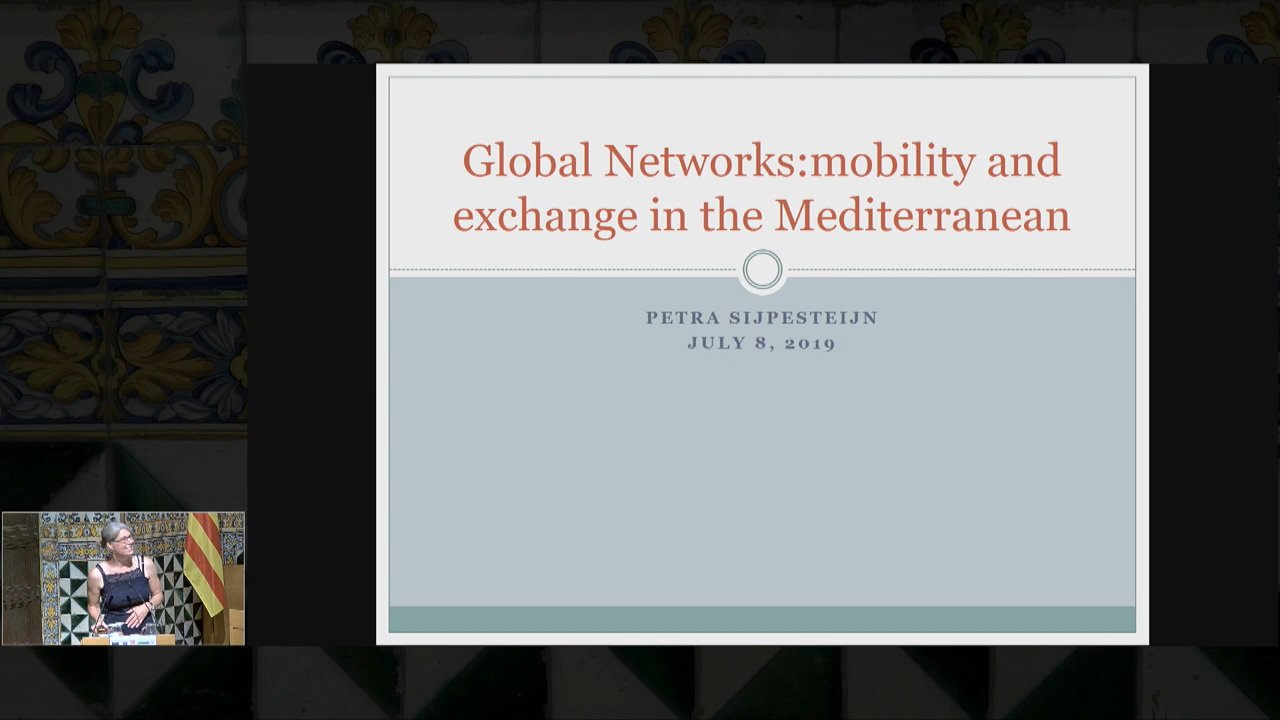 Global Networks:mobility and
exchange in the Mediterranean
PETRA SIJPESTEIJN
JULY 8, 2019